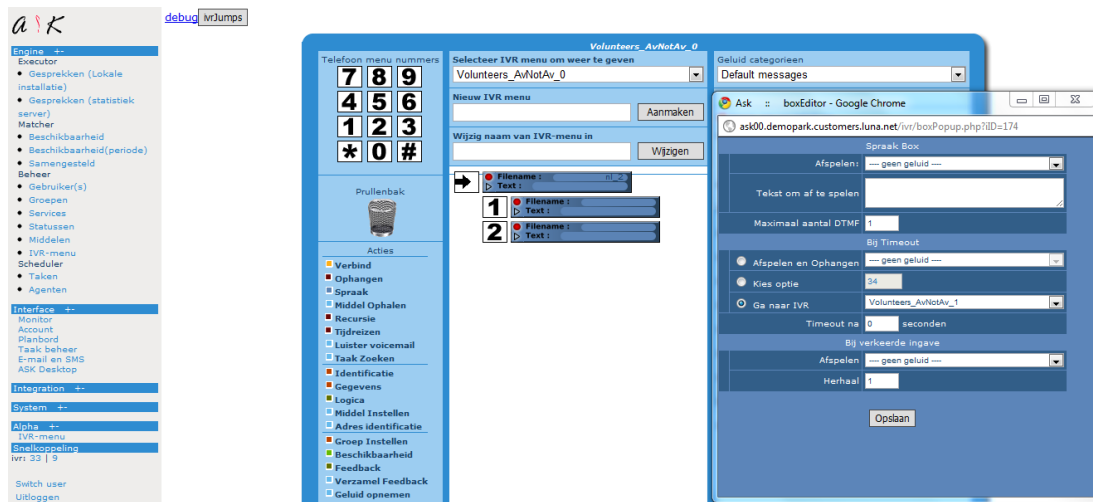 ASK
debug ivrJumps
Engine +-
Executor
Gesprekken (Lokale
installatie)
Gesprekken (statistiek
server)
Matcher
Beschikbaarheid
Beschikbaarheid(periode)
Samengesteld
Beheer
Gebruiker(s)
Groepen
Services
Statussen
Middelen
IVR-menu
Scheduler
Taken
Agenten
Interface +-
Monitor
Account
Planbord
Taak beheer
E-mail en SMS
ASK Desktop
Integration +-
System +-
Alpha +-
IVR-menu
Snelkoppeling
ivr: 33 | 9
Switch user
Uitloggen
Volunteers_AvNotAv_0
Telefoon menu nummers
7 8 9
4 5 6
1 2 3
* 0 #
Prullenbak
Acties
Verbind
Ophangen
Spraak
Middel Ophalen
Recursie
Tijdreizen
Luister voicemail
Taak Zoeken
Identificatie
Gegevens
Logica
Middel Instellen
Adres identificatie
Groep Instellen
Beschikbaarheid
Feedback
Verzamel Feedback
Geluid opnemen
Selecteer IVR menu om weer te geven
Volunteers_AvNotAv_0
Nieuw IVR menu
Aanmaken
Wijzig naam van IVR-menu in
Wijzigen
Filename : nl_2
Text :
1 Filename :
Text :
2 Filename :
Text :
Geluid categorieen
Default messages
Ask :: boxEditor - Google Chrome
ask00.demopark.customers.luna.net/ivr/boxPopup.php?iID=174
Spraak Box
Afspelen: --- geen geluid ---
Tekst om af te spelen
Maximaal aantal DTMF 1
Bij Timeout
Afspelen en Ophangen --- geen geluid ---
Kies optie 34
Ga naar IVR Volunteers_AvNotAv_1
Timeout na 0 seconden
Bij verkeerde ingave
Afspelen --- geen geluid ---
Herhaal 1
Opslaan